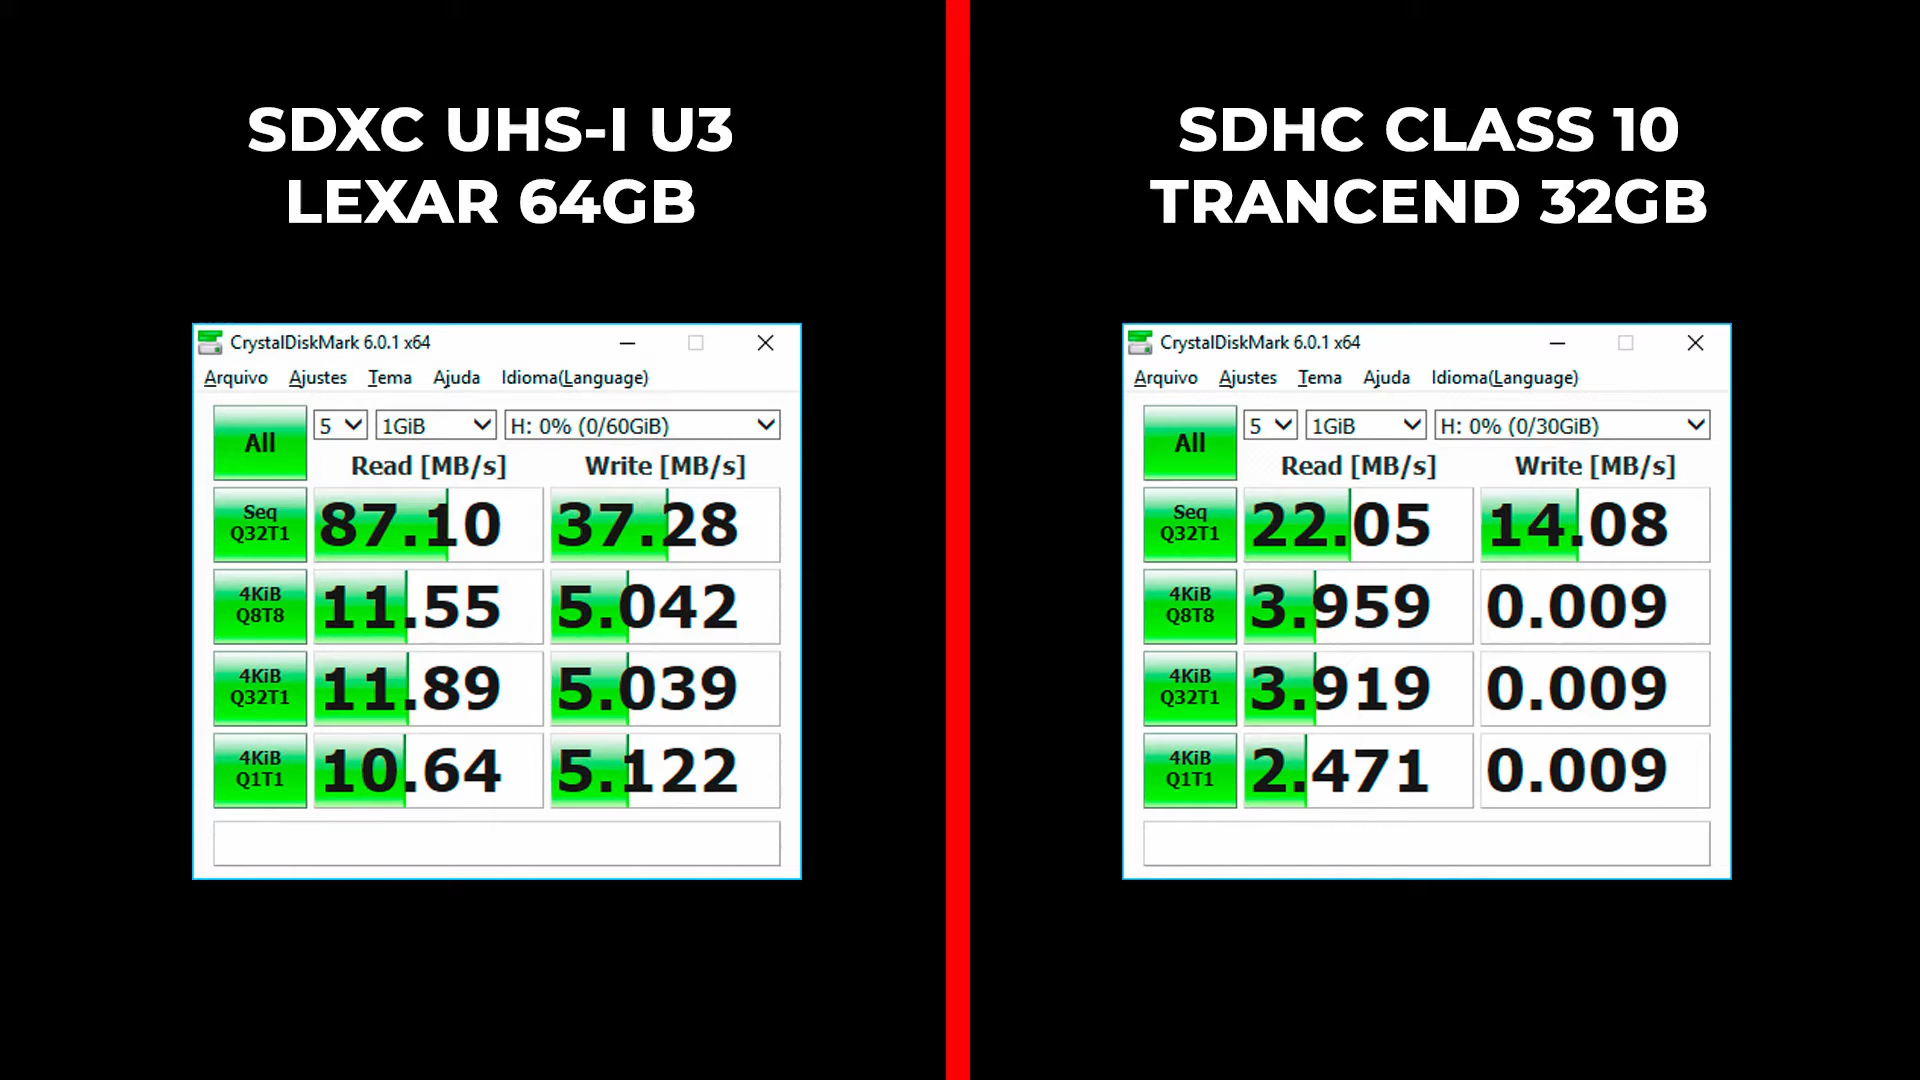 SDXC UHS-I U3
LEXAR 64GB
CrystalDiskMark 6.0.1 x64
Arquivo Ajustes Tema Ajuda Idioma(Language)
All 5 1GiB H: 0% (0/60GiB)
Read [MB/s] Write [MB/s]
Seq
Q32T1 87.10 37.28
4KiB
Q8T8 11.55 5.042
4KiB
Q32T1 11.89 5.039
4KiB
Q1T1 10.64 5.122
SDHC CLASS 10
TRANCEND 32GB
CrystalDiskMark 6.0.1 x64
Arquivo Ajustes Tema Ajuda Idioma(Language)
All 5 1GiB H: 0% (0/30GiB)
Read [MB/s] Write [MB/s]
Seq
Q32T1 22.05 14.08
4KiB
Q8T8 3.959 0.009
4KiB
Q32T1 3.919 0.009
4KiB
Q1T1 2.471 0.009